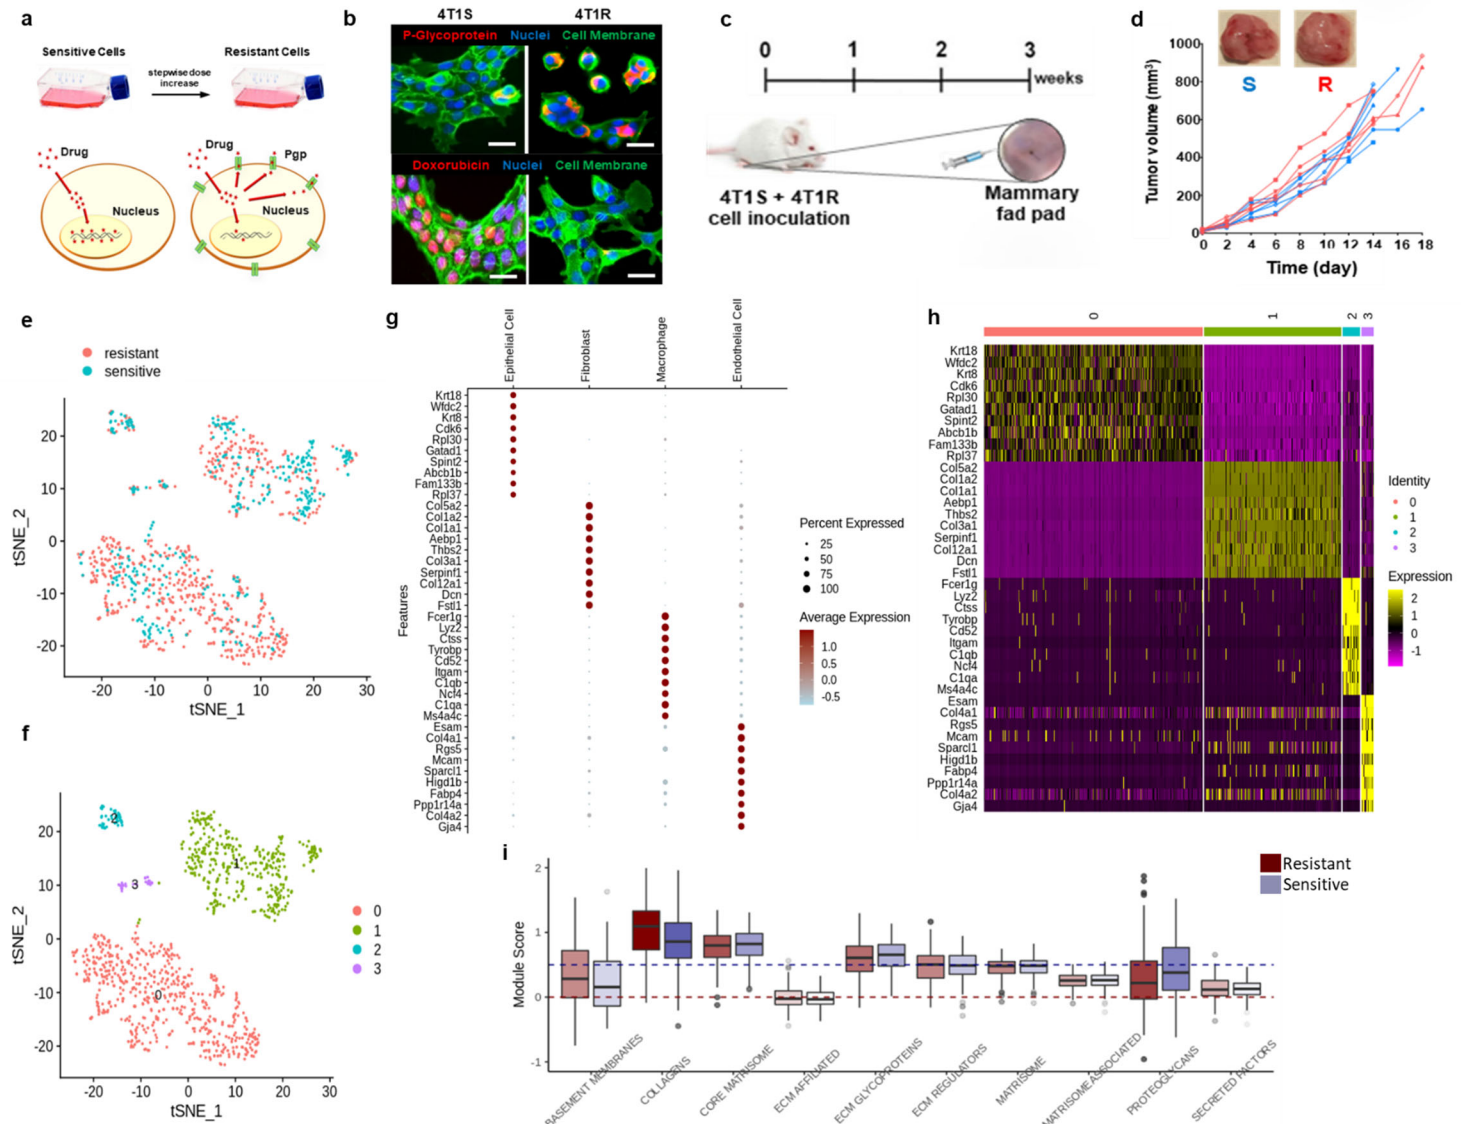 a
Sensitive Cells
Resistant Cells
stepwise dose
increase
Drug
Drug
Pgp
Nucleus
Nucleus
b
4T1S
4T1R
P-Glycoprotein Nuclei Cell Membrane
Doxorubicin Nuclei Cell Membrane
c
0 1 2 3
weeks
4T1S + 4T1R
cell inoculation
Mammary
fad pad
d
S
R
Tumor volume (mm³)
1000
800
600
400
200
0
0 2 4 6 8 10 12 14 16 18
Time (day)
e
resistant
sensitive
tSNE_2
20
10
0
-10
-20
-20 -10 0 10 20 30
tSNE_1
f
tSNE_2
20
10
0
-10
-20
-20 -10 0 10 20 30
tSNE_1
2
3
1
0
0
1
2
3
g
Epithelial Cell
Fibroblast
Macrophage
Endothelial Cell
Features
Krt18
Wfdc2
Krt8
Cdk6
Rpl30
Gatad1
Spint2
Abcb1b
Fam133b
Rpl37
Col5a2
Col1a2
Col1a1
Aebp1
Thbs2
Col3a1
Serpinf1
Col12a1
Dcn
Fstl1
Fcer1g
Lyz2
Ctss
Tyrobp
Cd52
Itgam
C1qb
Ncf4
C1qa
Ms4a4c
Esam
Col4a1
Rgs5
Mcam
Sparcl1
Higd1b
Fabp4
Ppp1r14a
Col4a2
Gja4
Percent Expressed
25
50
75
100
Average Expression
1.0
0.5
0.0
-0.5
h
0 1 2 3
Krt18
Wfdc2
Krt8
Cdk6
Rpl30
Gatad1
Spint2
Abcb1b
Fam133b
Rpl37
Col5a2
Col1a2
Col1a1
Aebp1
Thbs2
Col3a1
Serpinf1
Col12a1
Dcn
Fstl1
Fcer1g
Lyz2
Ctss
Tyrobp
Cd52
Itgam
C1qb
Ncf4
C1qa
Ms4a4c
Esam
Col4a1
Rgs5
Mcam
Sparcl1
Higd1b
Fabp4
Ppp1r14a
Col4a2
Gja4
Identity
0
1
2
3
Expression
2
1
0
-1
i
Resistant
Sensitive
Module Score
2
1
0
-1
BASEMENT MEMBRANES
COLLAGENS
CORE MATRISOME
ECM AFFILIATED
ECM GLYCOPROTEINS
ECM REGULATORS
MATRISOME
MATRISOME ASSOCIATED
PROTEOGLYCANS
SECRETED FACTORS